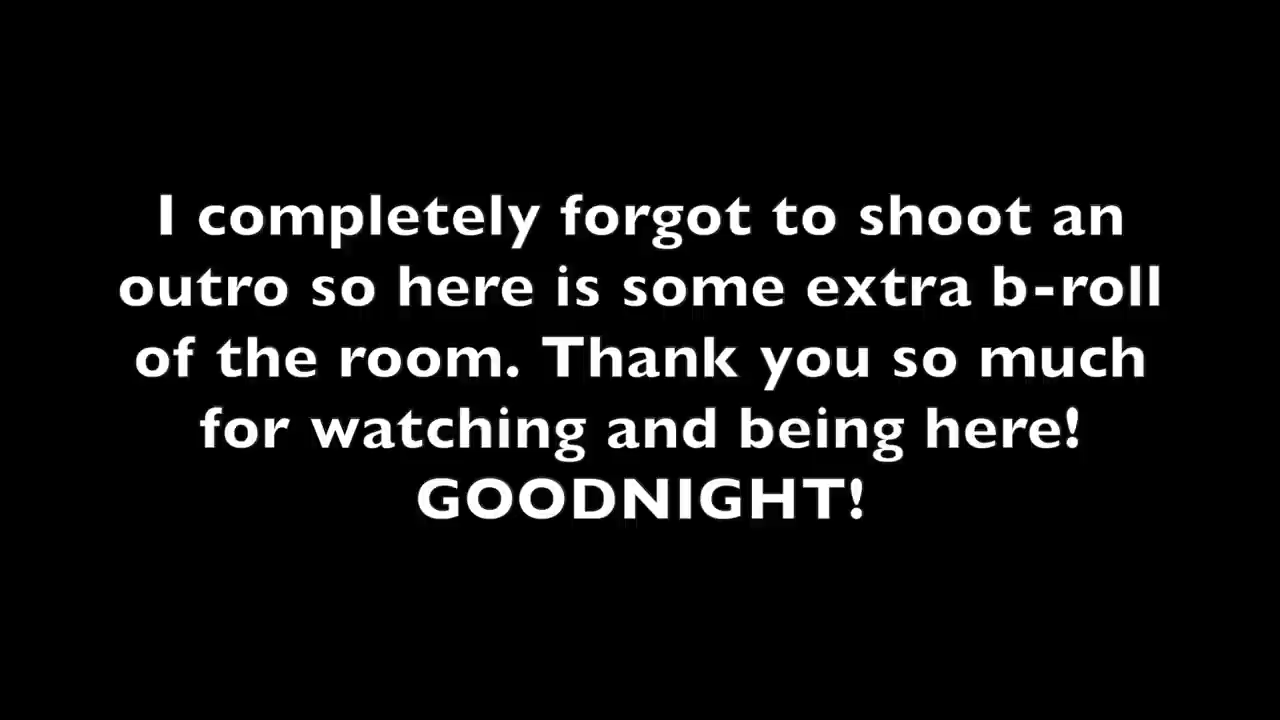 I completely forgot to shoot an
outro so here is some extra b-roll
of the room. Thank you so much
for watching and being here!
GOODNIGHT!